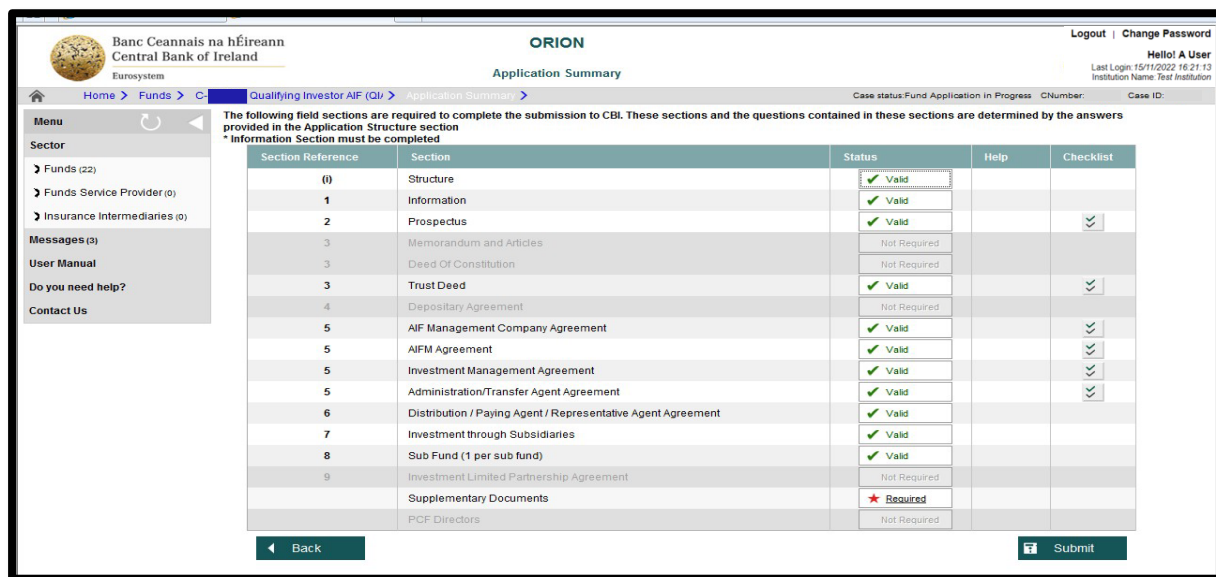 Banc Ceannais na hÉireann
Central Bank of Ireland
Eurosystem
ORION
Application Summary
Logout | Change Password
Hello! A User
Last Login:15/11/2022 16:21:13
Institution Name:Test Institution
Home > Funds > C- Qualifying Investor AIF (QI/ > Application Summary > Case status:Fund Application in Progress CNumber: Case ID:
Menu
Sector
Funds (22)
Funds Service Provider (0)
Insurance Intermediaries (0)
Messages (3)
User Manual
Do you need help?
Contact Us
The following field sections are required to complete the submission to CBI. These sections and the questions contained in these sections are determined by the answers
provided in the Application Structure section
* Information Section must be completed
Section Reference Section Status Help Checklist
(i) Structure Valid
1 Information Valid
2 Prospectus Valid
3 Memorandum and Articles Not Required
3 Deed Of Constitution Not Required
3 Trust Deed Valid
4 Depositary Agreement Not Required
5 AIF Management Company Agreement Valid
5 AIFM Agreement Valid
5 Investment Management Agreement Valid
5 Administration/Transfer Agent Agreement Valid
6 Distribution / Paying Agent / Representative Agent Agreement Valid
7 Investment through Subsidiaries Valid
8 Sub Fund (1 per sub fund) Valid
9 Investment Limited Partnership Agreement Not Required
Supplementary Documents Required
PCF Directors Not Required
Back
Submit